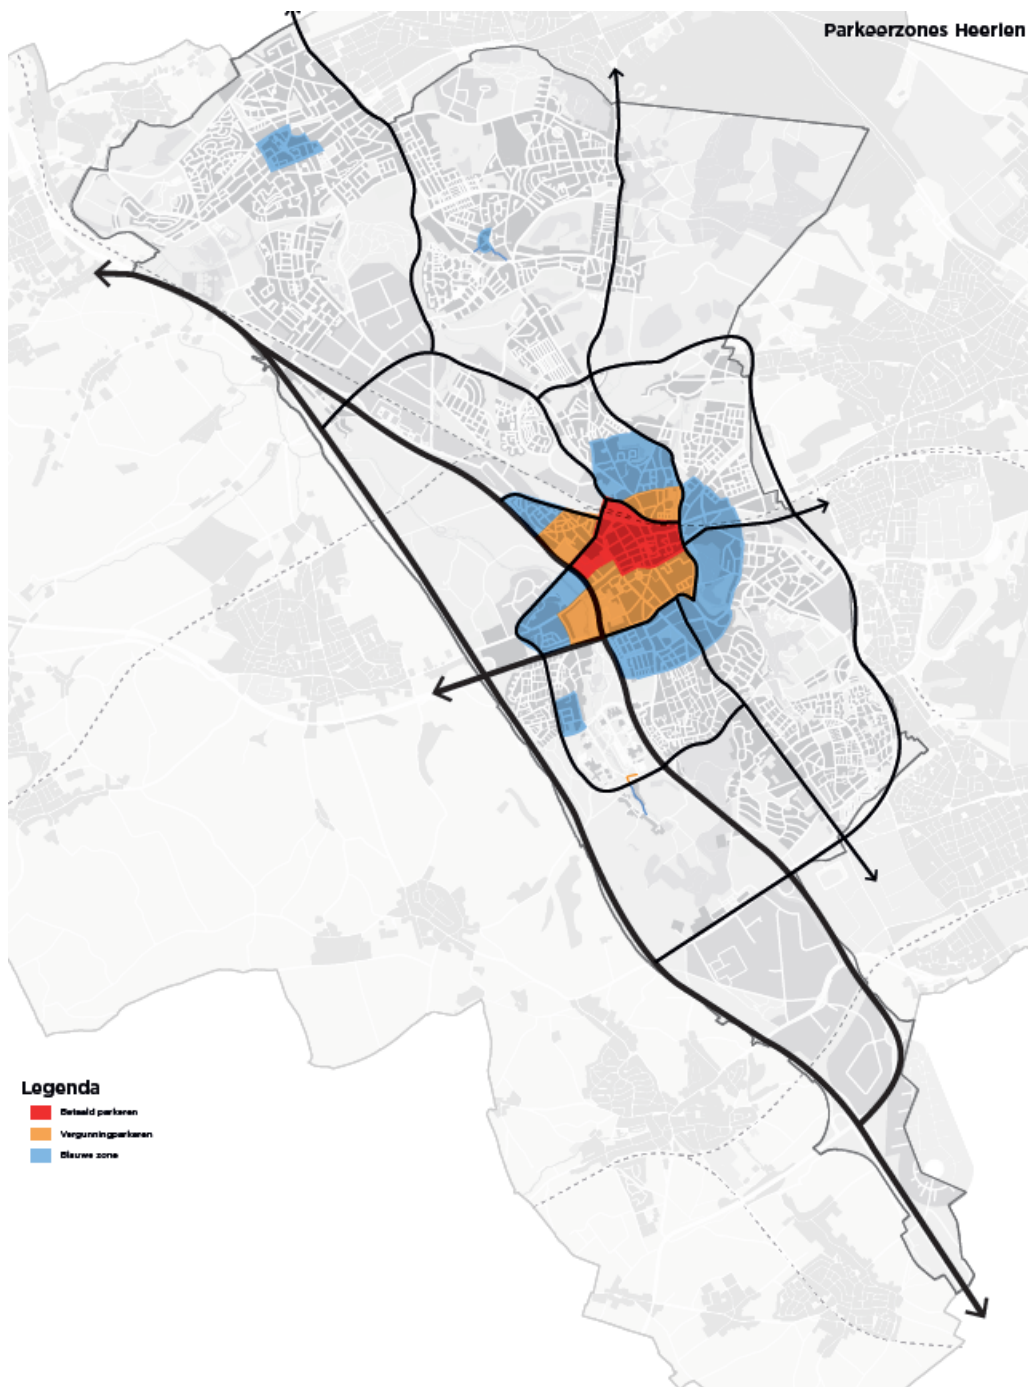 Parkeerzones Heerlen
Legenda
Betaald parkeren
Vergunningparkeren
Blauwe zone